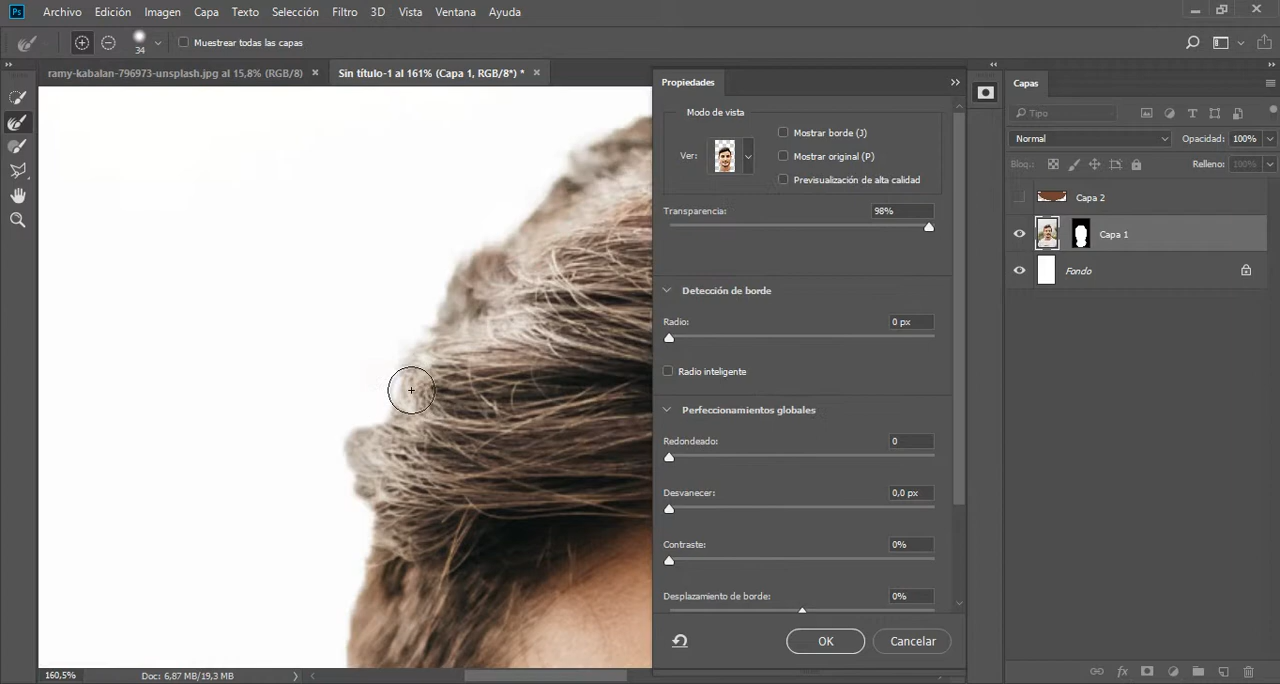 Ps Archivo Edición Imagen Capa Texto Selección Filtro 3D Vista Ventana Ayuda
34 Muestrear todas las capas
ramy-kabalan-796973-unsplash.jpg al 15,8% (RGB/8) × Sin título-1 al 161% (Capa 1, RGB/8*) * ×
Propiedades
Modo de vista
Ver:
Mostrar borde (J)
Mostrar original (P)
Previsualización de alta calidad
Transparencia: 98%
Detección de borde
Radio: 0 px
Radio inteligente
Perfeccionamientos globales
Redondeado: 0
Desvanecer: 0,0 px
Contraste: 0%
Desplazamiento de borde: 0%
OK Cancelar
Capas
Tipo
Normal Opacidad: 100%
Bloq.: Relleno: 100%
Capa 2
Capa 1
Fondo
fx
160,5% Doc: 6,87 MB/19,3 MB